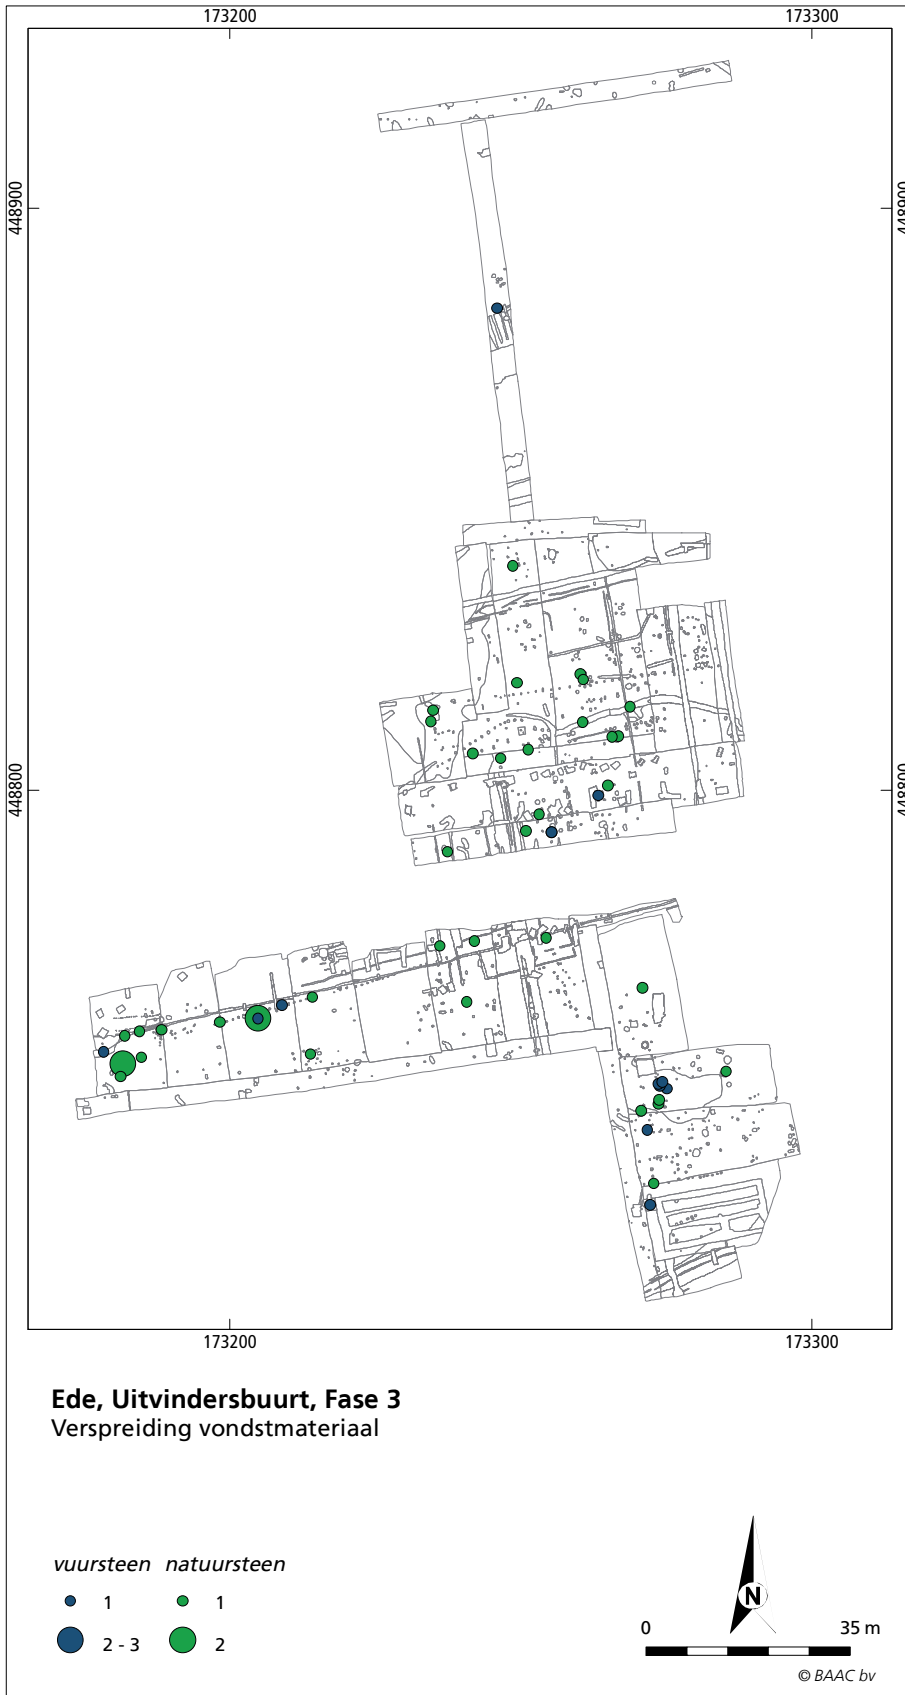 173200 173300
448900 448900
448800 448800
173200 173300
Ede, Uitvindersbuurt, Fase 3
Verspreiding vondstmateriaal
vuursteen natuursteen
1 1
2 - 3 2
N
0 35 m
© BAAC bv